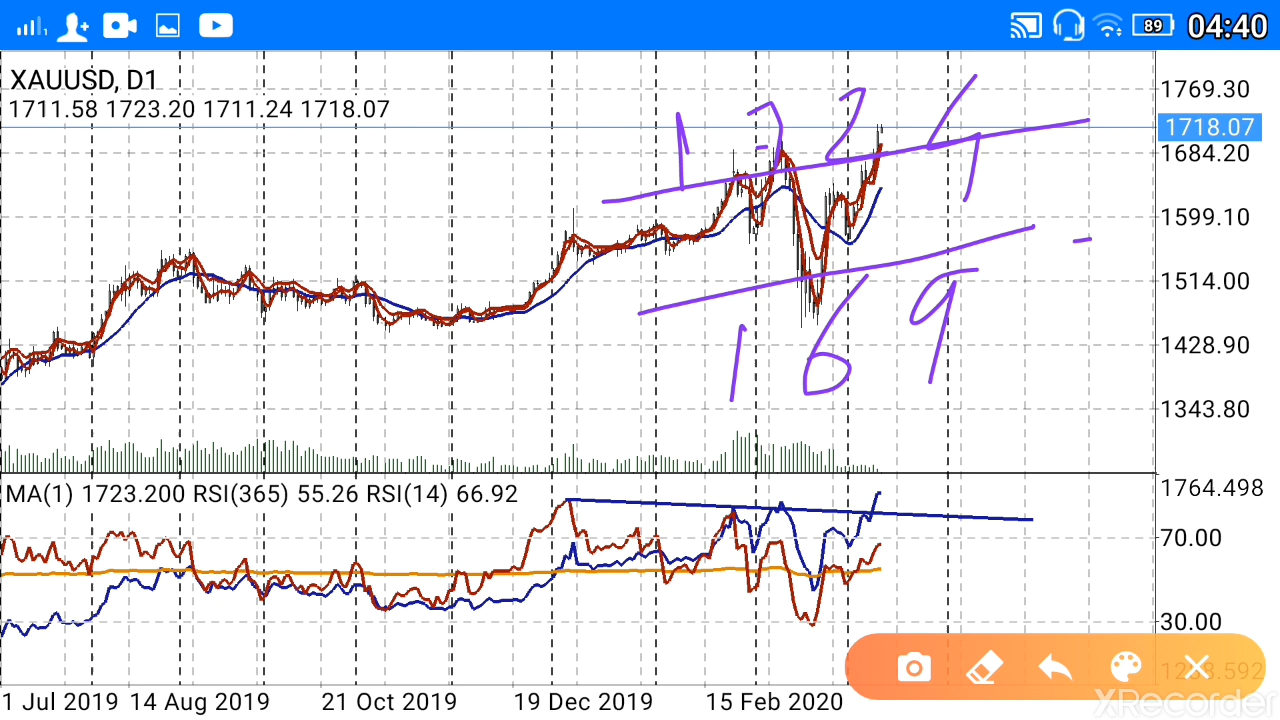 89 04:40
XAUUSD, D1
1711.58 1723.20 1711.24 1718.07
1769.30
1718.07
1684.20
1599.10
1514.00
1428.90
1343.80
169
MA(1) 1723.200 RSI(365) 55.26 RSI(14) 66.92
1764.498
70.00
30.00
1 Jul 2019 14 Aug 2019 21 Oct 2019 19 Dec 2019 15 Feb 2020
XRecorder